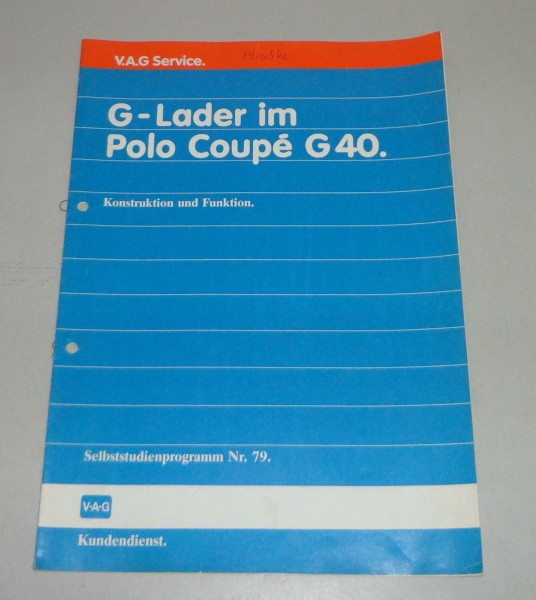 V.A.G Service.
G-Lader im
Polo Coupé G40.
Konstruktion und Funktion.
Selbststudienprogramm Nr. 79.
V·A·G
Kundendienst.